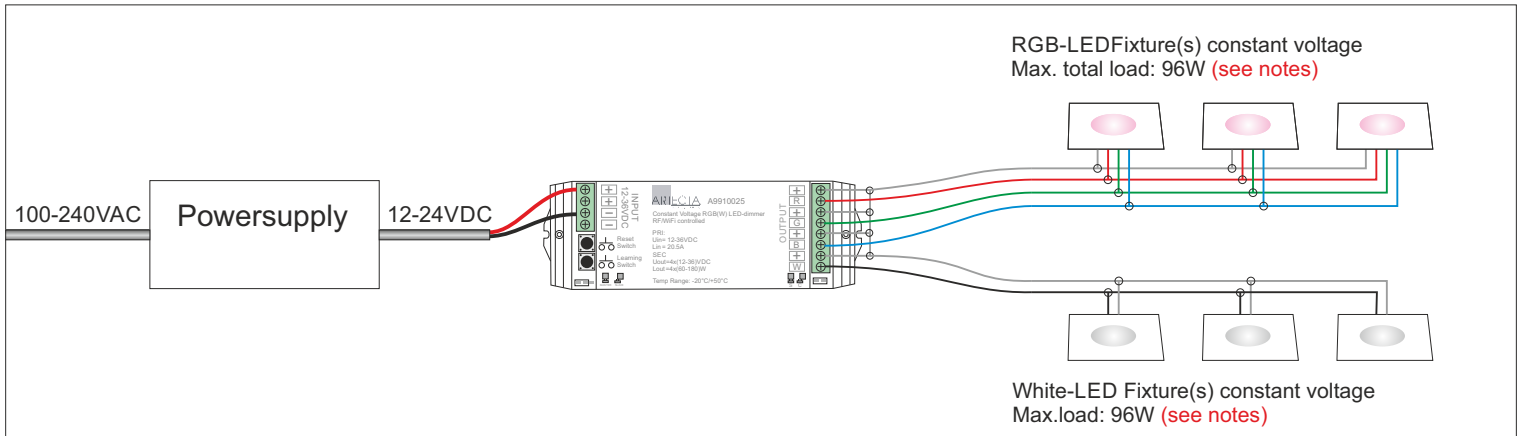 RGB-LEDFixture(s) constant voltage
Max. total load: 96W (see notes)
100-240VAC
Powersupply
12-24VDC
INPUT
12-36VDC
+
+
−
−
Reset
Switch
Learning
Switch
ARTECTA A9910025
Constant Voltage RGB(W) LED-dimmer
RF/WiFi controlled
PRI:
Uin= 12-36VDC
Lin = 20.5A
SEC
Uout=4x(12-36)VDC
Lout=4x(60-180)W
Temp Range: -20°C/+50°C
OUTPUT
+
R
+
G
+
B
+
W
White-LED Fixture(s) constant voltage
Max.load: 96W (see notes)